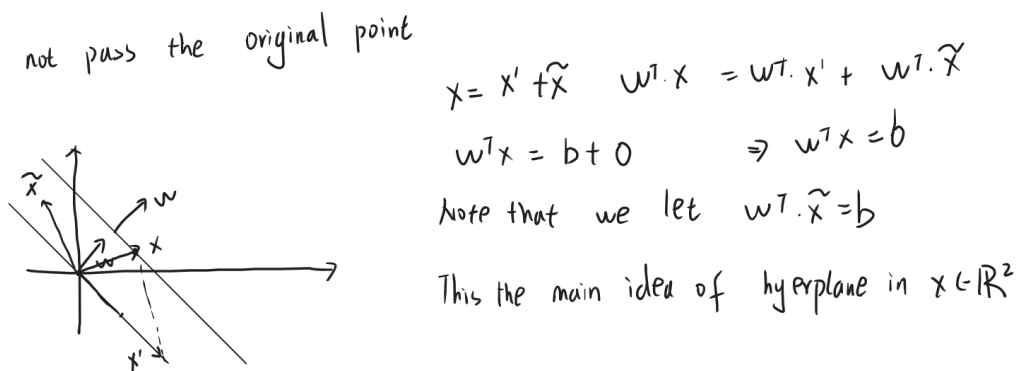 not pass the original point
x = x' + x̃   wᵀ·x = wᵀ·x' + wᵀ·x̃
wᵀx = b + 0   ⇒ wᵀx = b
Note that we let wᵀ·x̃ = b
This the main idea of hyerplane in x ∈ ℝ²
x̃
w
w
x
x'